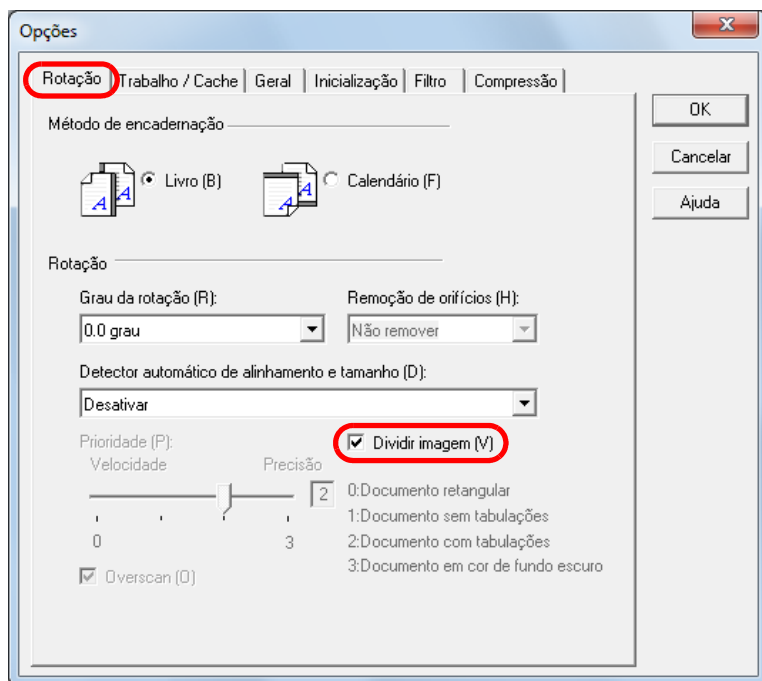 Opções
Rotação Trabalho / Cache Geral Inicialização Filtro Compressão
OK
Cancelar
Ajuda
Método de encadernação
A A Livro (B) A A Calendário (F)
Rotação
Grau da rotação (R): Remoção de orifícios (H):
0.0 grau Não remover
Detector automático de alinhamento e tamanho (D):
Desativar
Prioridade (P): Dividir imagem (V)
Velocidade Precisão
2
0:Documento retangular
1:Documento sem tabulações
0 3 2:Documento com tabulações
3:Documento em cor de fundo escuro
Overscan (O)